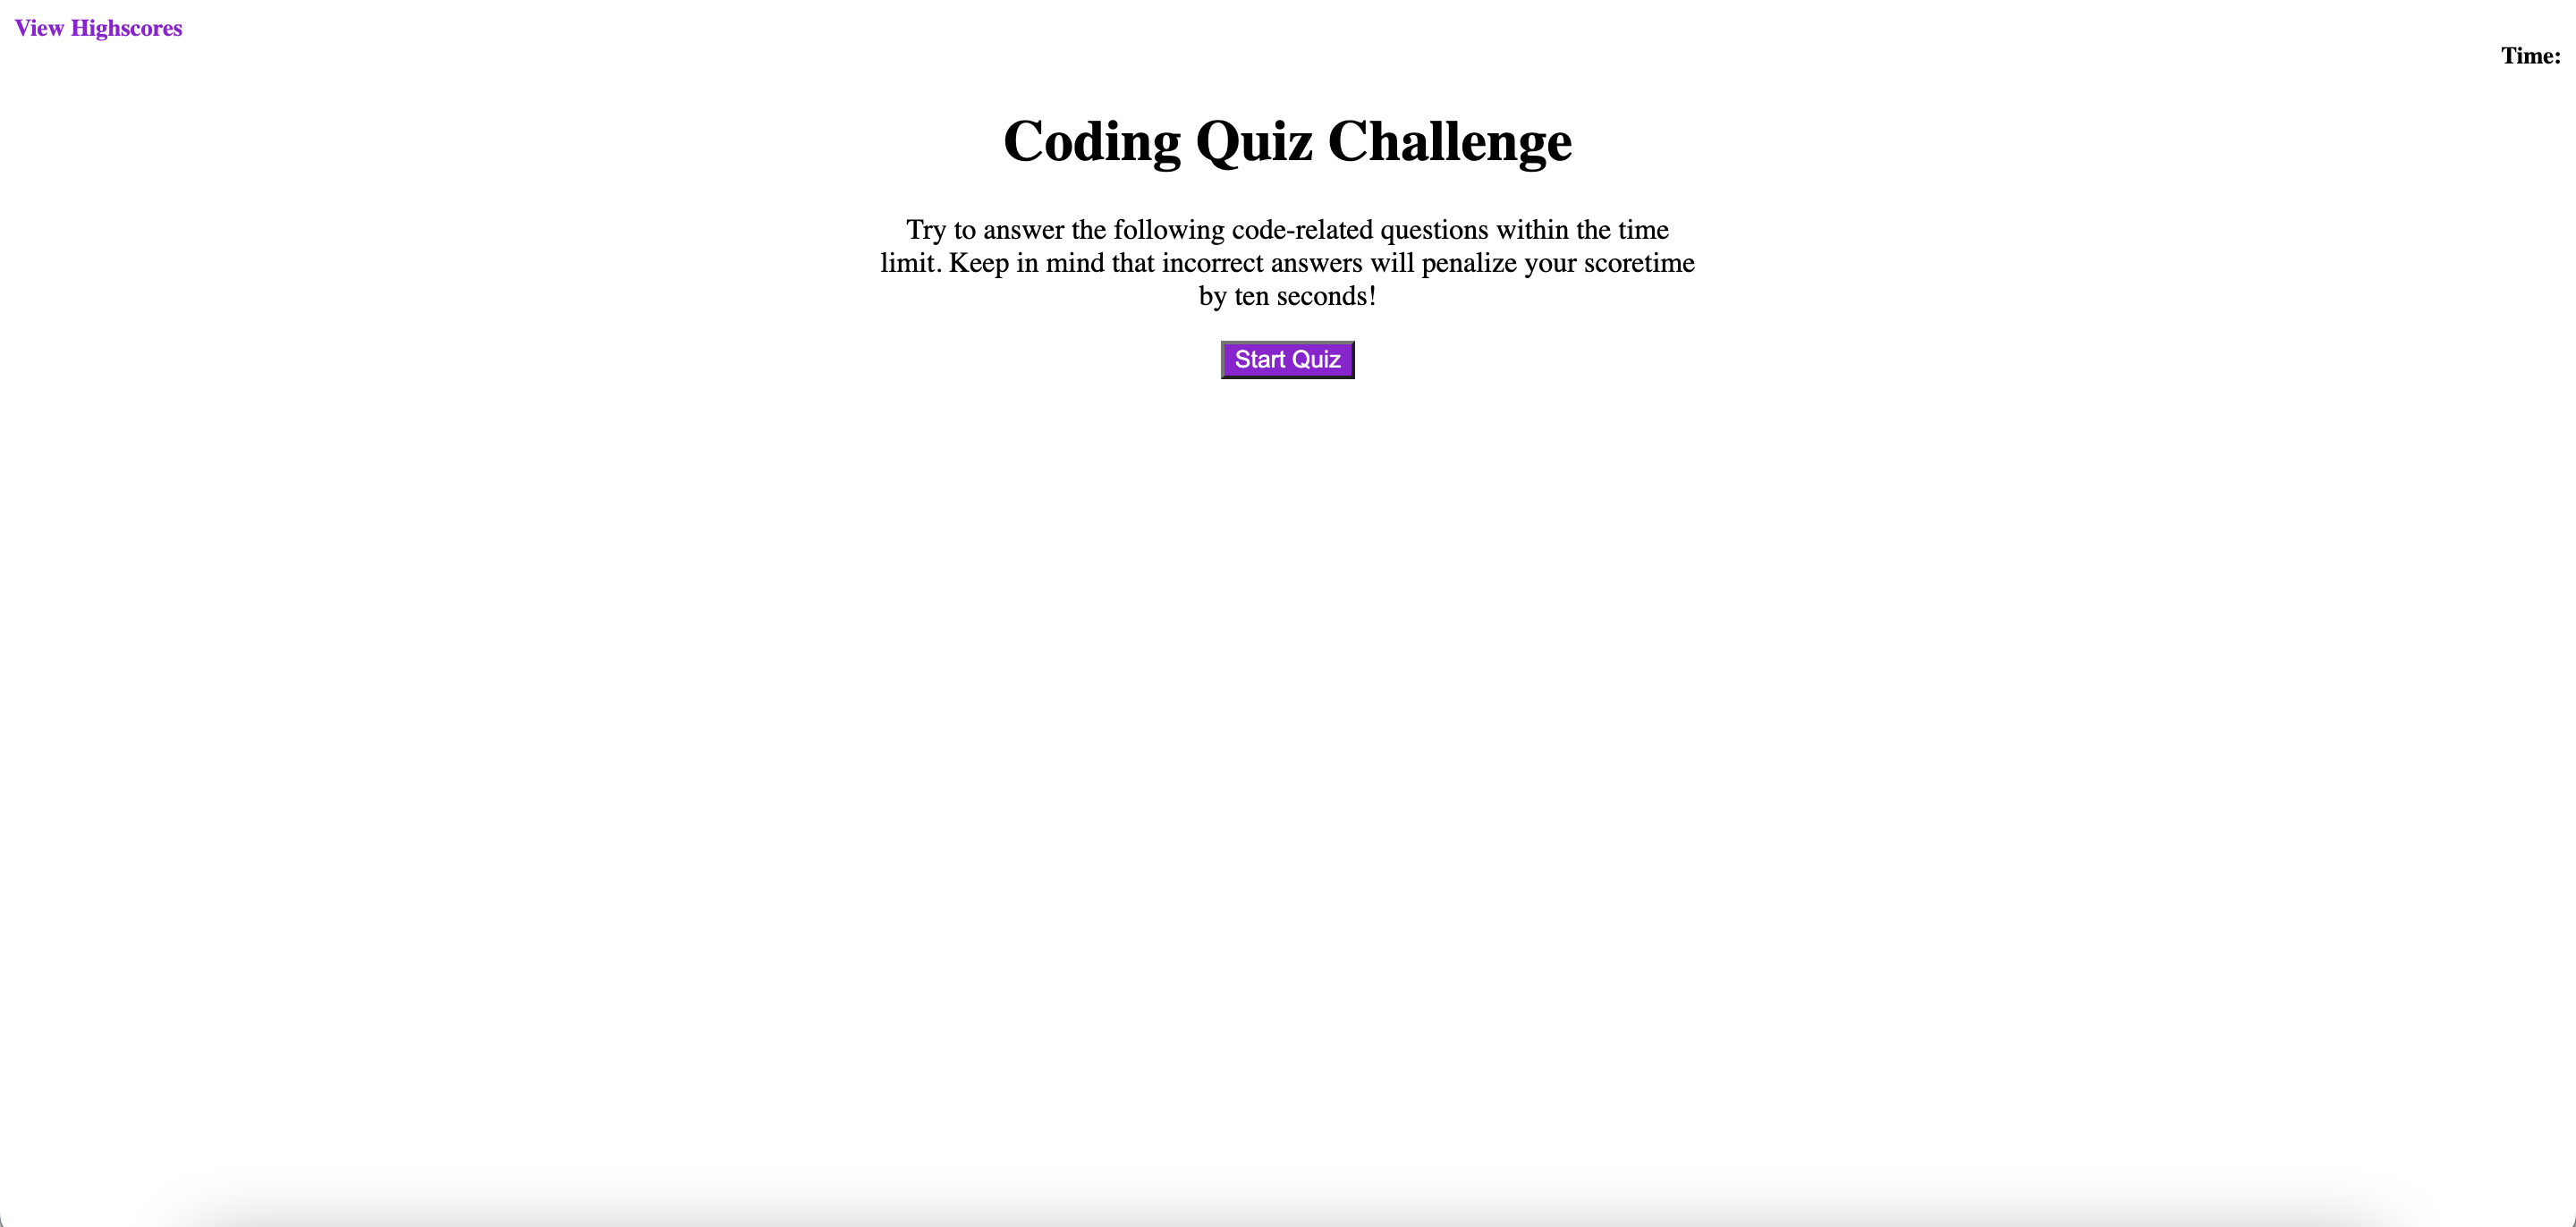 View Highscores
Time:
Coding Quiz Challenge
Try to answer the following code-related questions within the time
limit. Keep in mind that incorrect answers will penalize your scoretime
by ten seconds!
Start Quiz